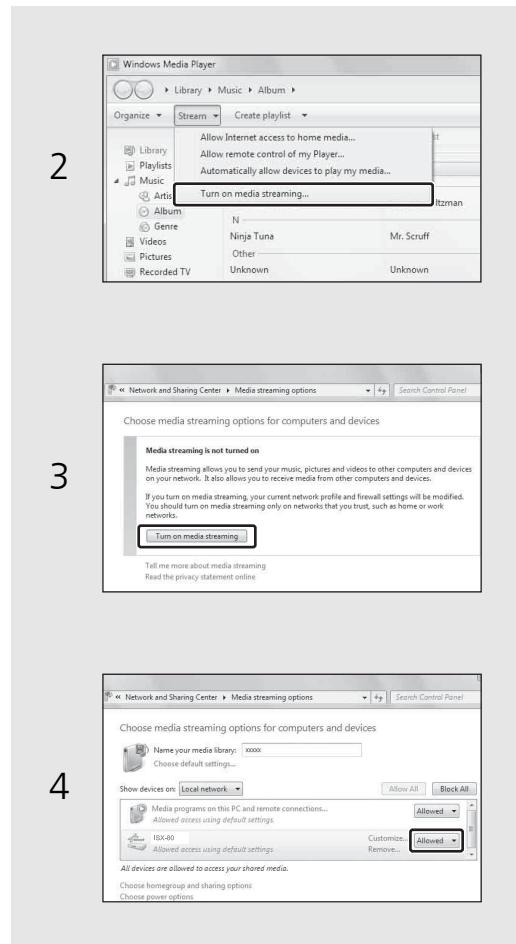 2
Windows Media Player
Library Music Album
Organize Stream Create playlist
Allow Internet access to home media...
Library
Allow remote control of my Player...
Playlists
Automatically allow devices to play my media...
Music
Turn on media streaming...
Artis
ltzman
Album
N
Genre
Ninja Tuna Mr. Scruff
Videos
Other
Pictures
Recorded TV Unknown Unknown
3
« Network and Sharing Center Media streaming options Search Control Panel
Choose media streaming options for computers and devices
Media streaming is not turned on
Media streaming allows you to send your music, pictures and videos to other computers and devices
on your network. It also allows you to receive media from other computers and devices.
If you turn on media streaming, your current network profile and firewall settings will be modified.
You should turn on media streaming only on networks that you trust, such as home or work
networks.
Turn on media streaming
Tell me more about media streaming
Read the privacy statement online
4
« Network and Sharing Center Media streaming options Search Control Panel
Choose media streaming options for computers and devices
Name your media library: xxxxx
Choose default settings...
Show devices on: Local network Allow All Block All
Media programs on this PC and remote connections... Allowed
Allowed access using default settings.
ISX-80 Customize... Allowed
Allowed access using default settings. Remove...
All devices are allowed to access your shared media.
Choose homegroup and sharing options
Choose power options